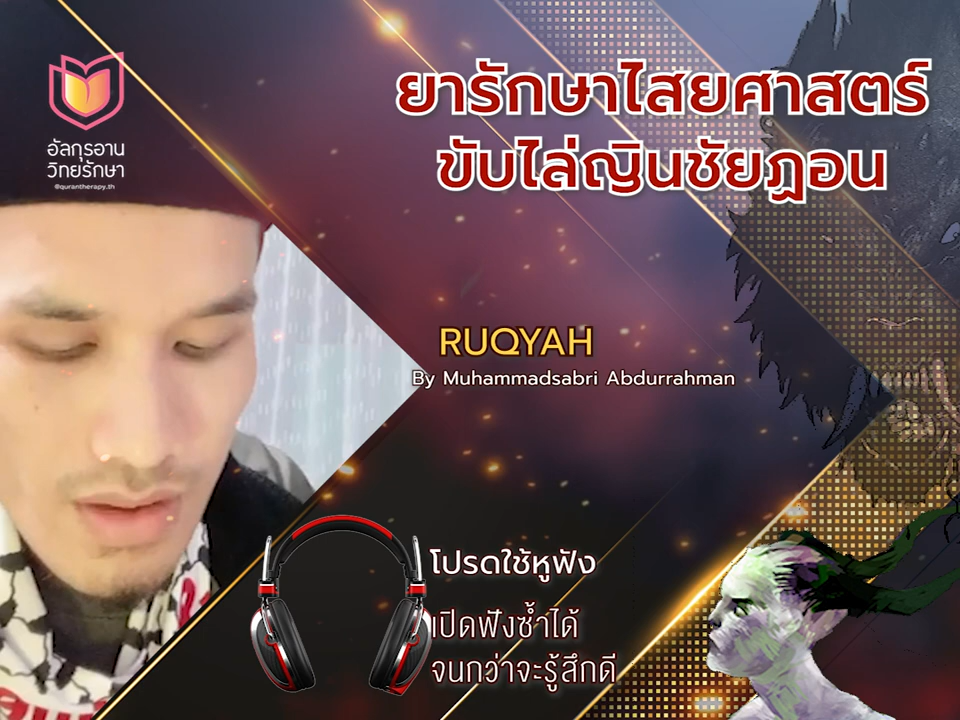 อัลกุรอาน
วิทยรักษา
@qurantherapy.th
ยารักษาไสยศาสตร์
ขับไล่ญินชัยฏอน
RUQYAH
By Muhammadsabri Abdurrahman
โปรดใช้หูฟัง
เปิดฟังซ้ำได้
จนกว่าจะรู้สึกดี